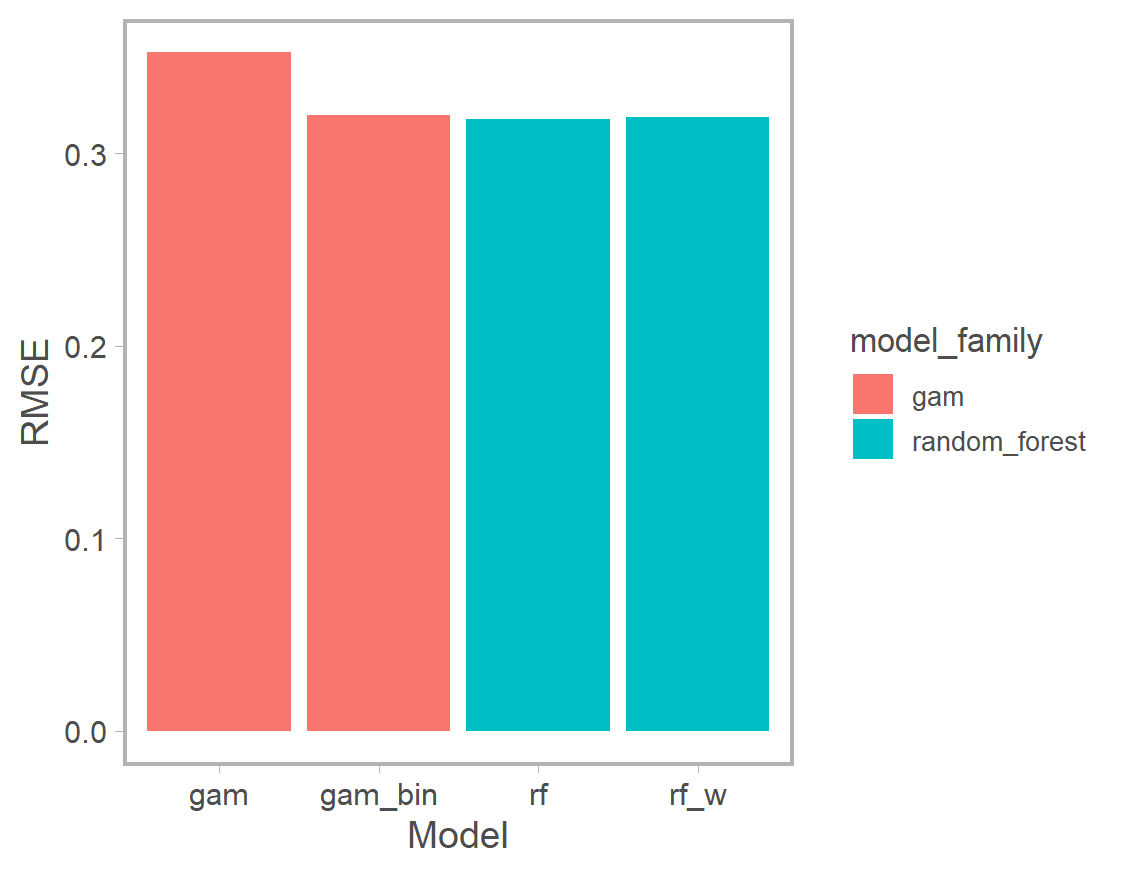 RMSE
0.3
0.2
0.1
0.0
gam gam_bin rf rf_w
Model
model_family
gam
random_forest